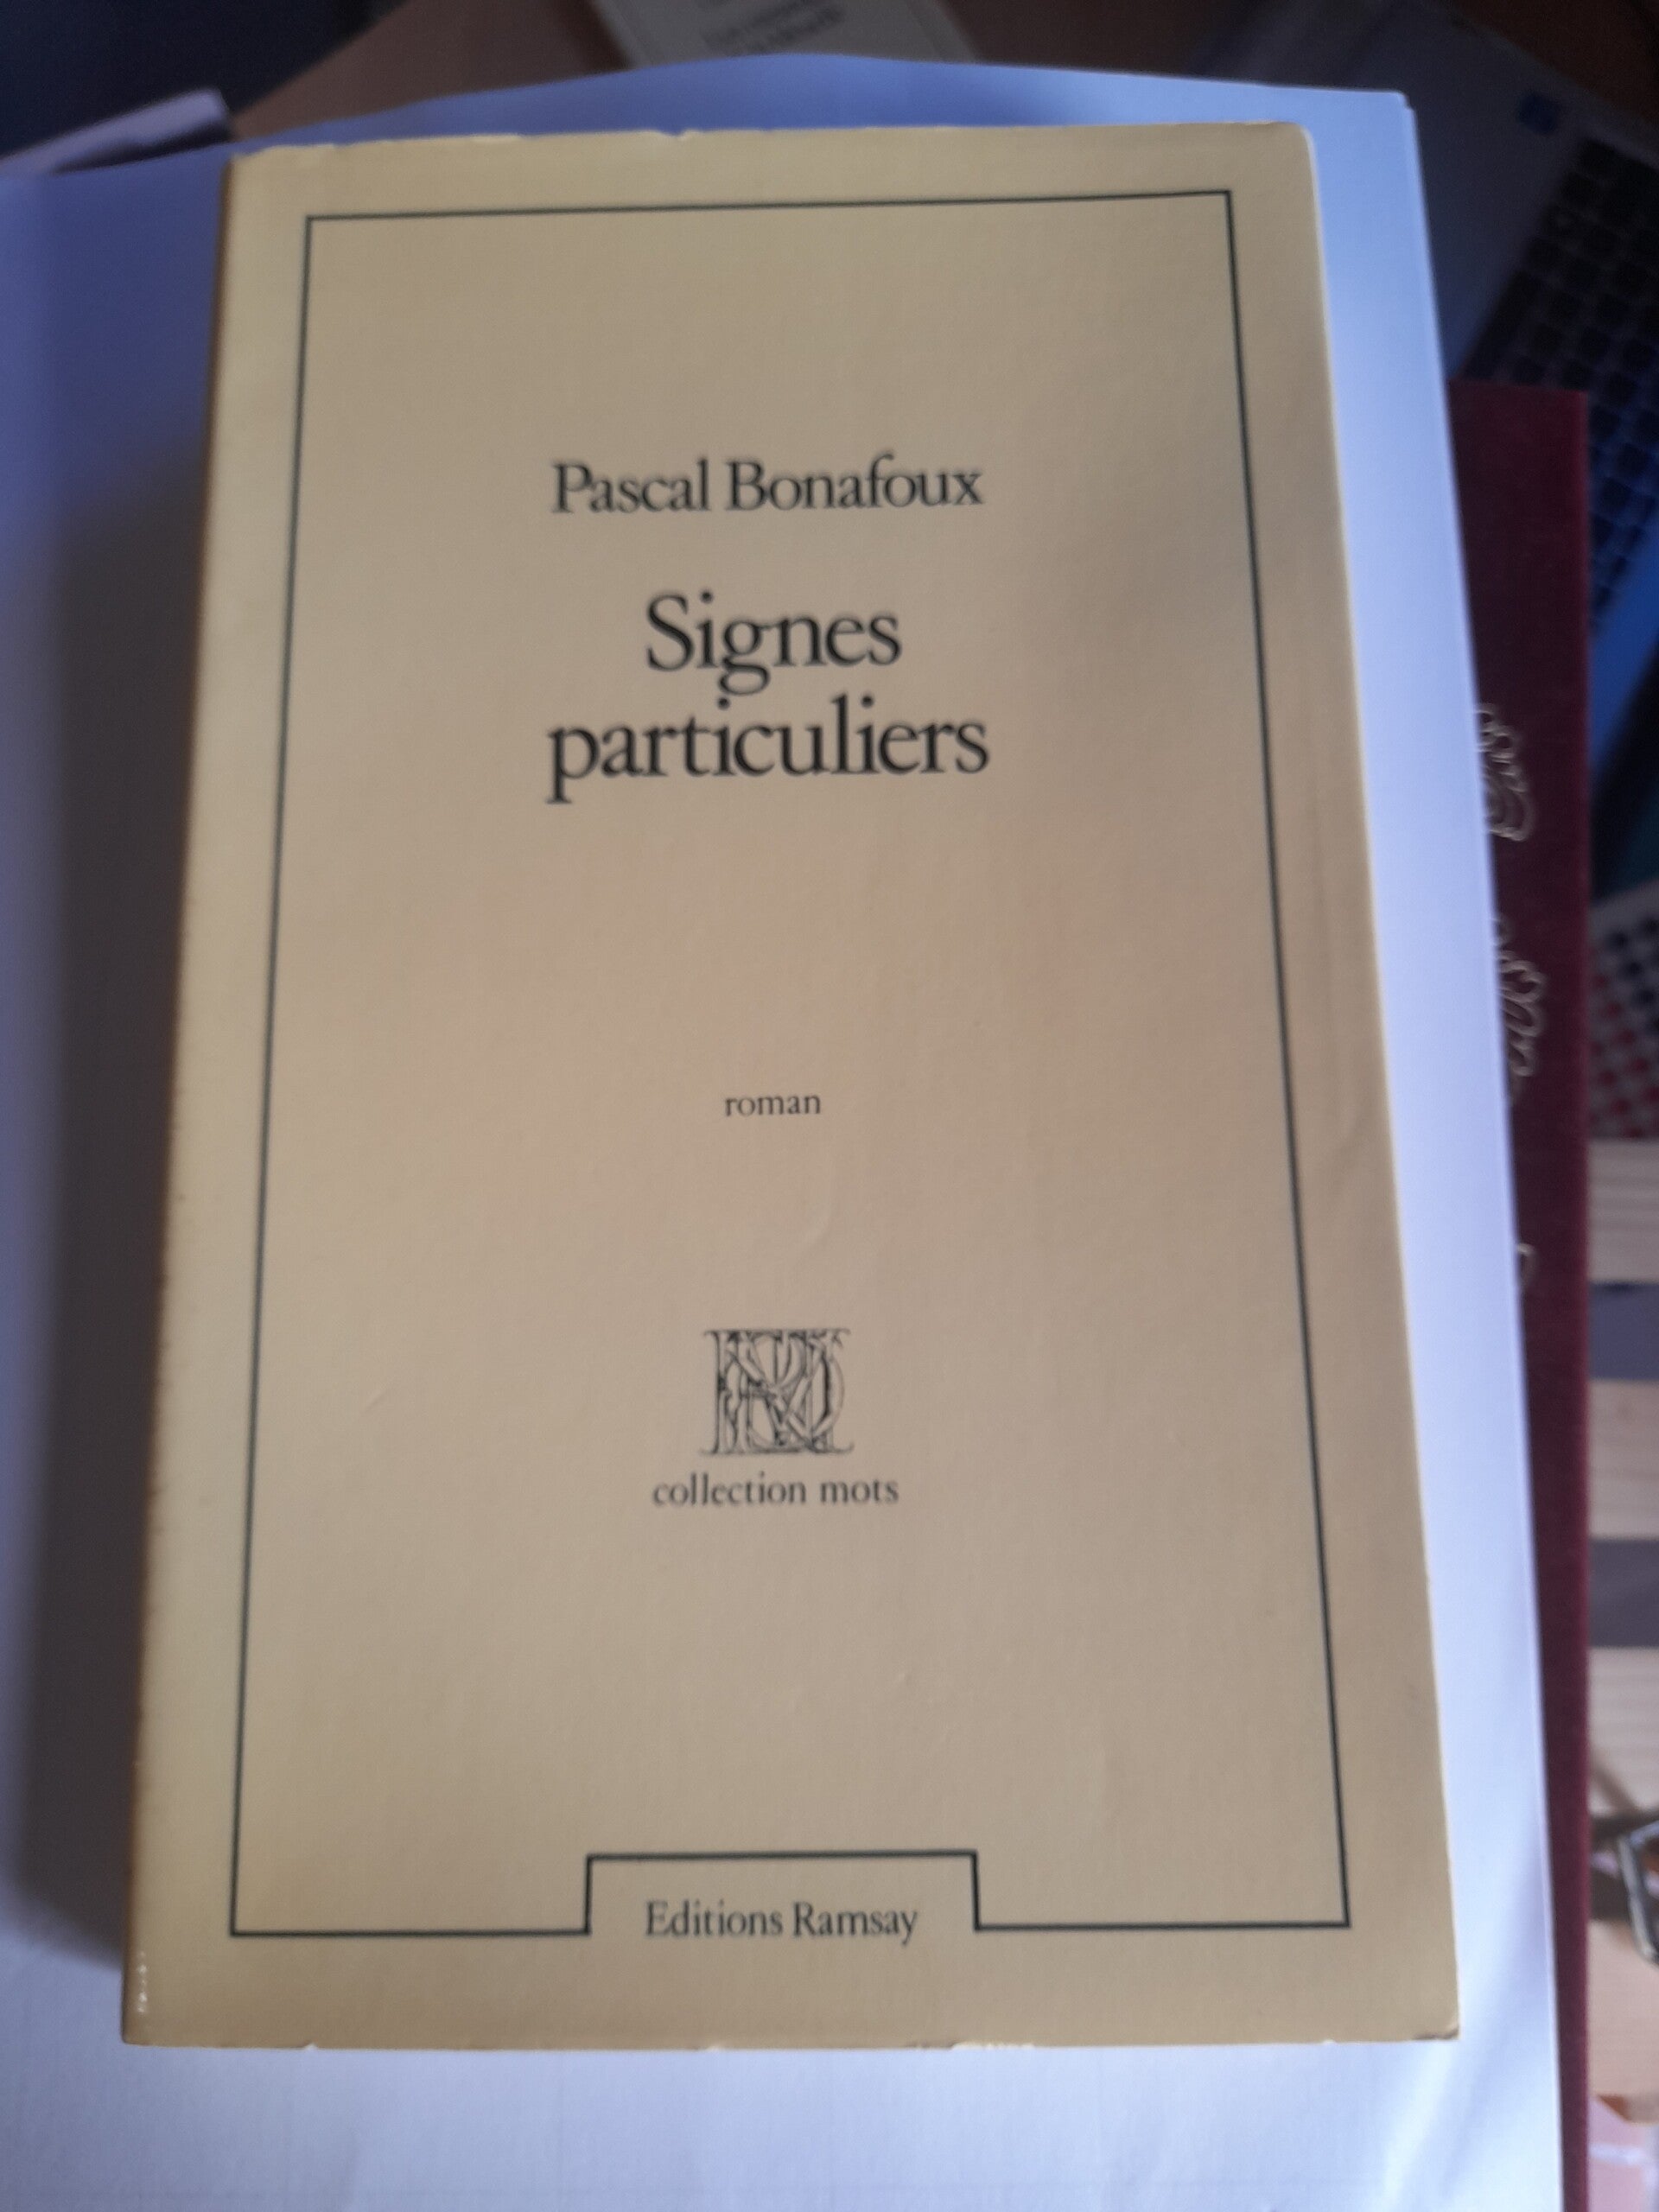 Pascal Bonafoux
Signes
particuliers
roman
collection mots
Editions Ramsay